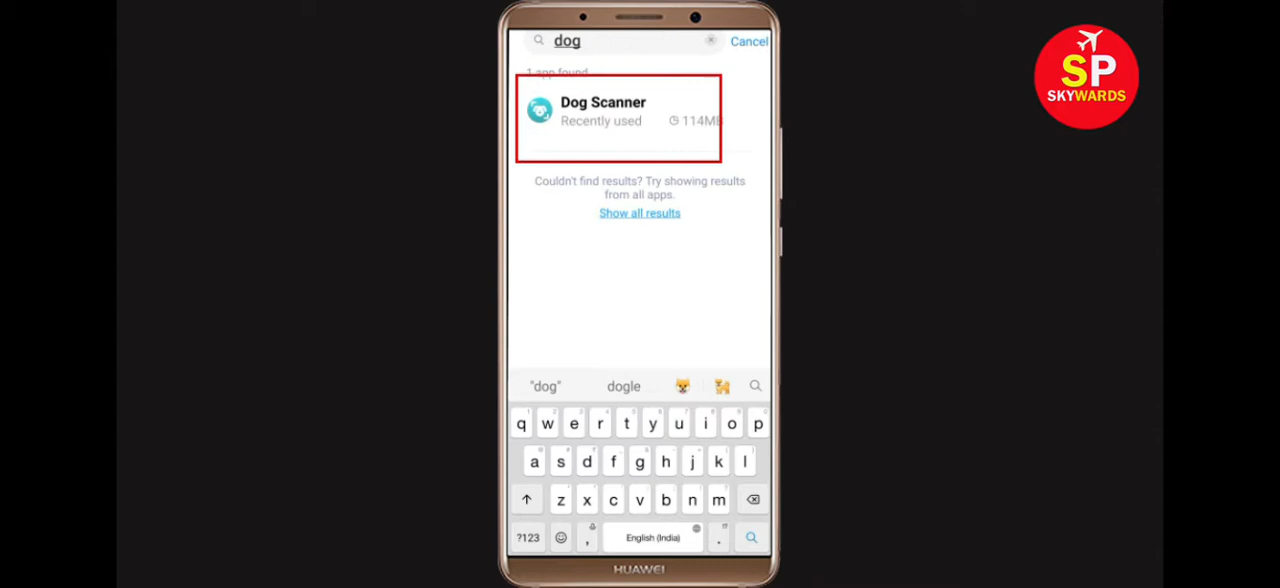 dog
Cancel
1 app found
Dog Scanner
Recently used 114MB
Couldn't find results? Try showing results
from all apps.
Show all results
"dog" dogle
q w e r t y u i o p
a s d f g h j k l
z x c v b n m
?123 , English (India) .
HUAWEI
SP
SKYWARDS